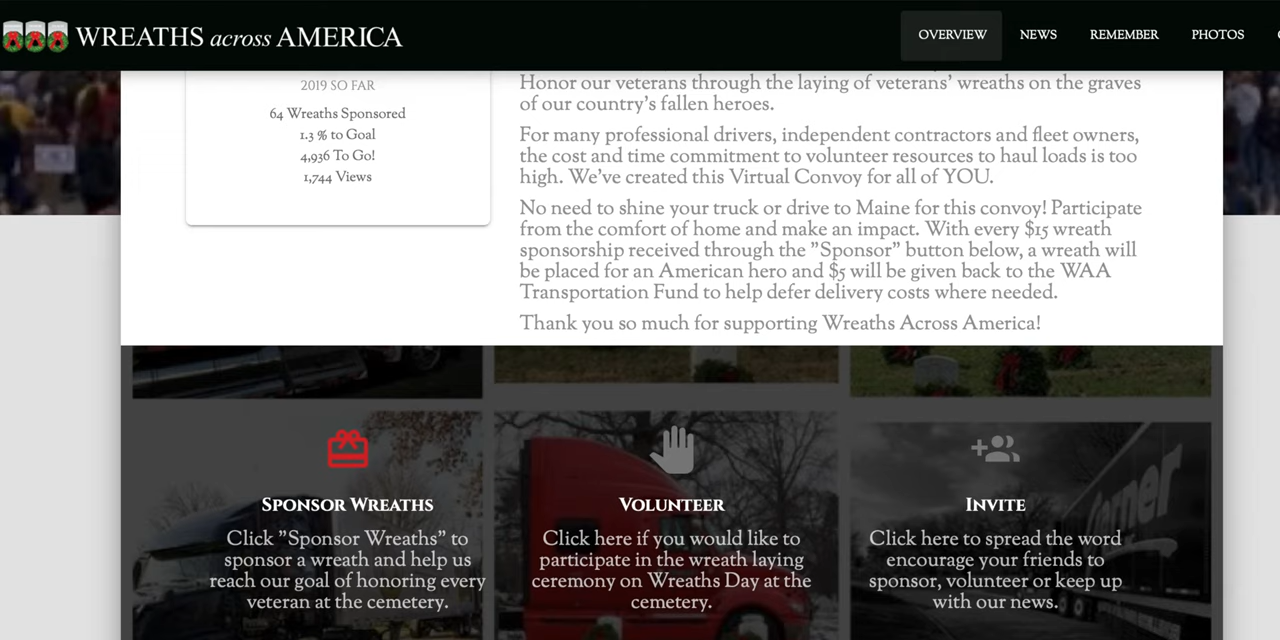 WREATHS across AMERICA
OVERVIEW
NEWS
REMEMBER
PHOTOS
2019 SO FAR
64 Wreaths Sponsored
1.3 % to Goal
4,936 To Go!
1,744 Views
Honor our veterans through the laying of veterans' wreaths on the graves
of our country's fallen heroes.
For many professional drivers, independent contractors and fleet owners,
the cost and time commitment to volunteer resources to haul loads is too
high. We've created this Virtual Convoy for all of YOU.
No need to shine your truck or drive to Maine for this convoy! Participate
from the comfort of home and make an impact. With every $15 wreath
sponsorship received through the "Sponsor" button below, a wreath will
be placed for an American hero and $5 will be given back to the WAA
Transportation Fund to help defer delivery costs where needed.
Thank you so much for supporting Wreaths Across America!
SPONSOR WREATHS
Click "Sponsor Wreaths" to
sponsor a wreath and help us
reach our goal of honoring every
veteran at the cemetery.
VOLUNTEER
Click here if you would like to
participate in the wreath laying
ceremony on Wreaths Day at the
cemetery.
INVITE
Click here to spread the word
encourage your friends to
sponsor, volunteer or keep up
with our news.